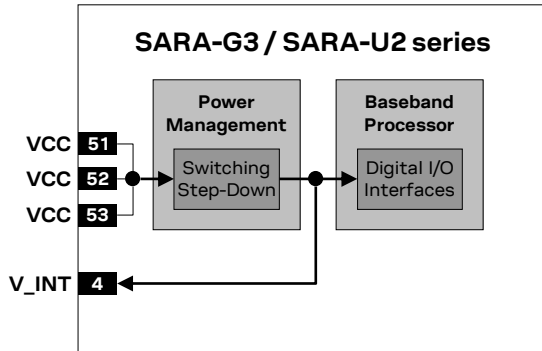 SARA-G3 / SARA-U2 series
Power
Management
Baseband
Processor
Switching
Step-Down
Digital I/O
Interfaces
VCC 51
VCC 52
VCC 53
V_INT 4